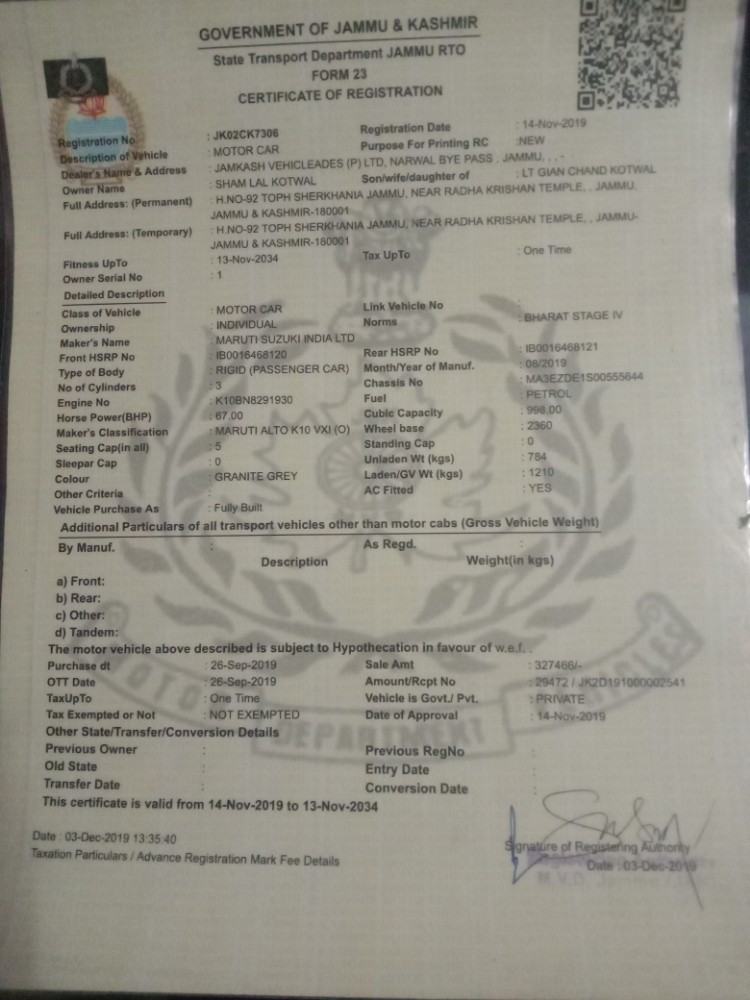 GOVERNMENT OF JAMMU & KASHMIR
State Transport Department JAMMU RTO
FORM 23
CERTIFICATE OF REGISTRATION
Registration No : JK02CK7306 Registration Date : 14-Nov-2019
Description of Vehicle : MOTOR CAR Purpose For Printing RC :NEW
Dealer's Name & Address : JAMKASH VEHICLEADES (P) LTD, NARWAL BYE PASS , JAMMU, , , -
Owner Name : SHAM LAL KOTWAL Son/wife/daughter of : LT GIAN CHAND KOTWAL
Full Address: (Permanent) : H.NO-92 TOPH SHERKHANIA JAMMU, NEAR RADHA KRISHAN TEMPLE, , JAMMU,
JAMMU & KASHMIR-180001
Full Address: (Temporary) : H.NO-92 TOPH SHERKHANIA JAMMU, NEAR RADHA KRISHAN TEMPLE, , JAMMU-
JAMMU & KASHMIR-180001
Fitness UpTo : 13-Nov-2034 Tax UpTo : One Time
Owner Serial No : 1
Detailed Description
Class of Vehicle : MOTOR CAR Link Vehicle No :
Ownership : INDIVIDUAL Norms : BHARAT STAGE IV
Maker's Name : MARUTI SUZUKI INDIA LTD
Front HSRP No : IB0016468120 Rear HSRP No : IB0016468121
Type of Body : RIGID (PASSENGER CAR) Month/Year of Manuf. : 08/2019
No of Cylinders : 3 Chassis No : MA3EZDE1S00555644
Engine No : K10BN8291930 Fuel : PETROL
Horse Power(BHP) : 67.00 Cubic Capacity : 998.00
Maker's Classification : MARUTI ALTO K10 VXI (O) Wheel base : 2360
Seating Cap(in all) : 5 Standing Cap : 0
Sleepar Cap : 0 Unladen Wt (kgs) : 784
Colour : GRANITE GREY Laden/GV Wt (kgs) : 1210
Other Criteria : AC Fitted : YES
Vehicle Purchase As : Fully Built
Additional Particulars of all transport vehicles other than motor cabs (Gross Vehicle Weight)
By Manuf. : As Regd. :
Description Weight(in kgs)
a) Front:
b) Rear:
c) Other:
d) Tandem:
The motor vehicle above described is subject to Hypothecation in favour of w.e.f. .
Purchase dt : 26-Sep-2019 Sale Amt : 327466/-
OTT Date : 26-Sep-2019 Amount/Rcpt No : 29472 / JK2D191000002541
TaxUpTo : One Time Vehicle is Govt./ Pvt. : PRIVATE
Tax Exempted or Not : NOT EXEMPTED Date of Approval : 14-Nov-2019
Other State/Transfer/Conversion Details
Previous Owner : Previous RegNo :
Old State : Entry Date :
Transfer Date : Conversion Date :
This certificate is valid from 14-Nov-2019 to 13-Nov-2034
Date : 03-Dec-2019 13:35:40
Signature of Registering Authority
Taxation Particulars / Advance Registration Mark Fee Details
Date : 03-Dec-2019
MOTOR VEHICLES
DEPARTMENT